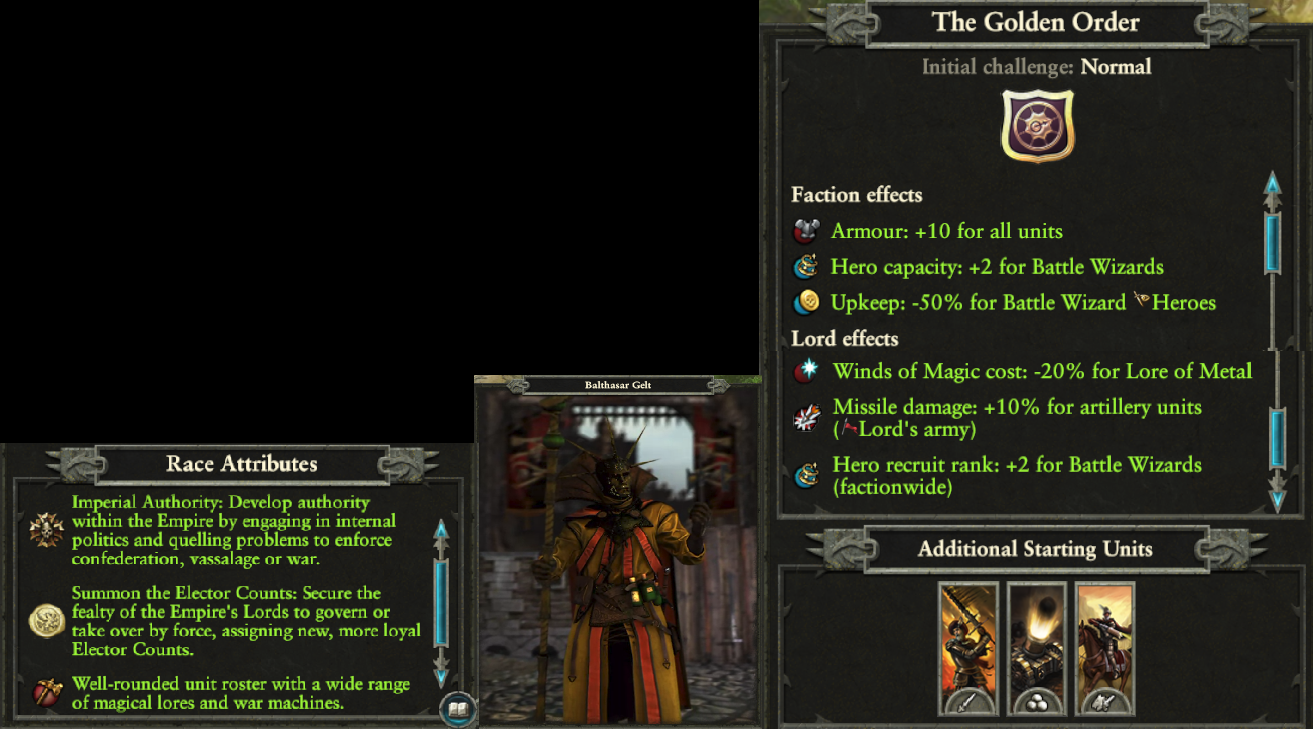 The Golden Order
Initial challenge: Normal
Faction effects
Armour: +10 for all units
Hero capacity: +2 for Battle Wizards
Upkeep: -50% for Battle Wizard Heroes
Lord effects
Winds of Magic cost: -20% for Lore of Metal
Missile damage: +10% for artillery units
(Lord's army)
Hero recruit rank: +2 for Battle Wizards
(factionwide)
Additional Starting Units
Balthasar Gelt
Race Attributes
Imperial Authority: Develop authority
within the Empire by engaging in internal
politics and quelling problems to enforce
confederation, vassalage or war.
Summon the Elector Counts: Secure the
fealty of the Empire's Lords to govern or
take over by force, assigning new, more loyal
Elector Counts.
Well-rounded unit roster with a wide range
of magical lores and war machines.